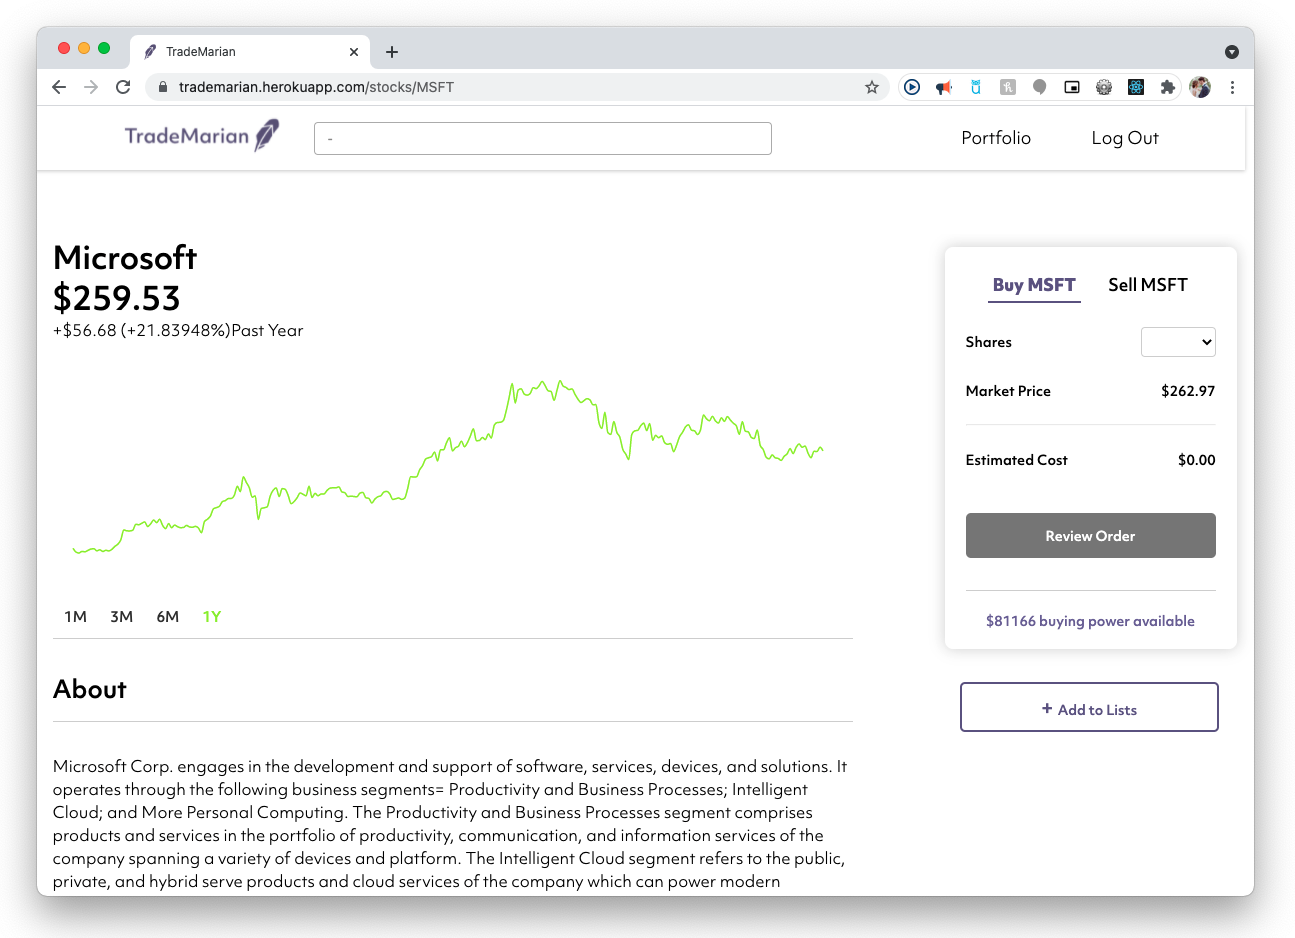 TradeMarian
trademarian.herokuapp.com/stocks/MSFT
TradeMarian
-
Portfolio
Log Out
Microsoft
$259.53
+$56.68 (+21.83948%)Past Year
1M 3M 6M 1Y
About
Microsoft Corp. engages in the development and support of software, services, devices, and solutions. It
operates through the following business segments= Productivity and Business Processes; Intelligent
Cloud; and More Personal Computing. The Productivity and Business Processes segment comprises
products and services in the portfolio of productivity, communication, and information services of the
company spanning a variety of devices and platform. The Intelligent Cloud segment refers to the public,
private, and hybrid serve products and cloud services of the company which can power modern
Buy MSFT Sell MSFT
Shares
Market Price $262.97
Estimated Cost $0.00
Review Order
$81166 buying power available
+ Add to Lists